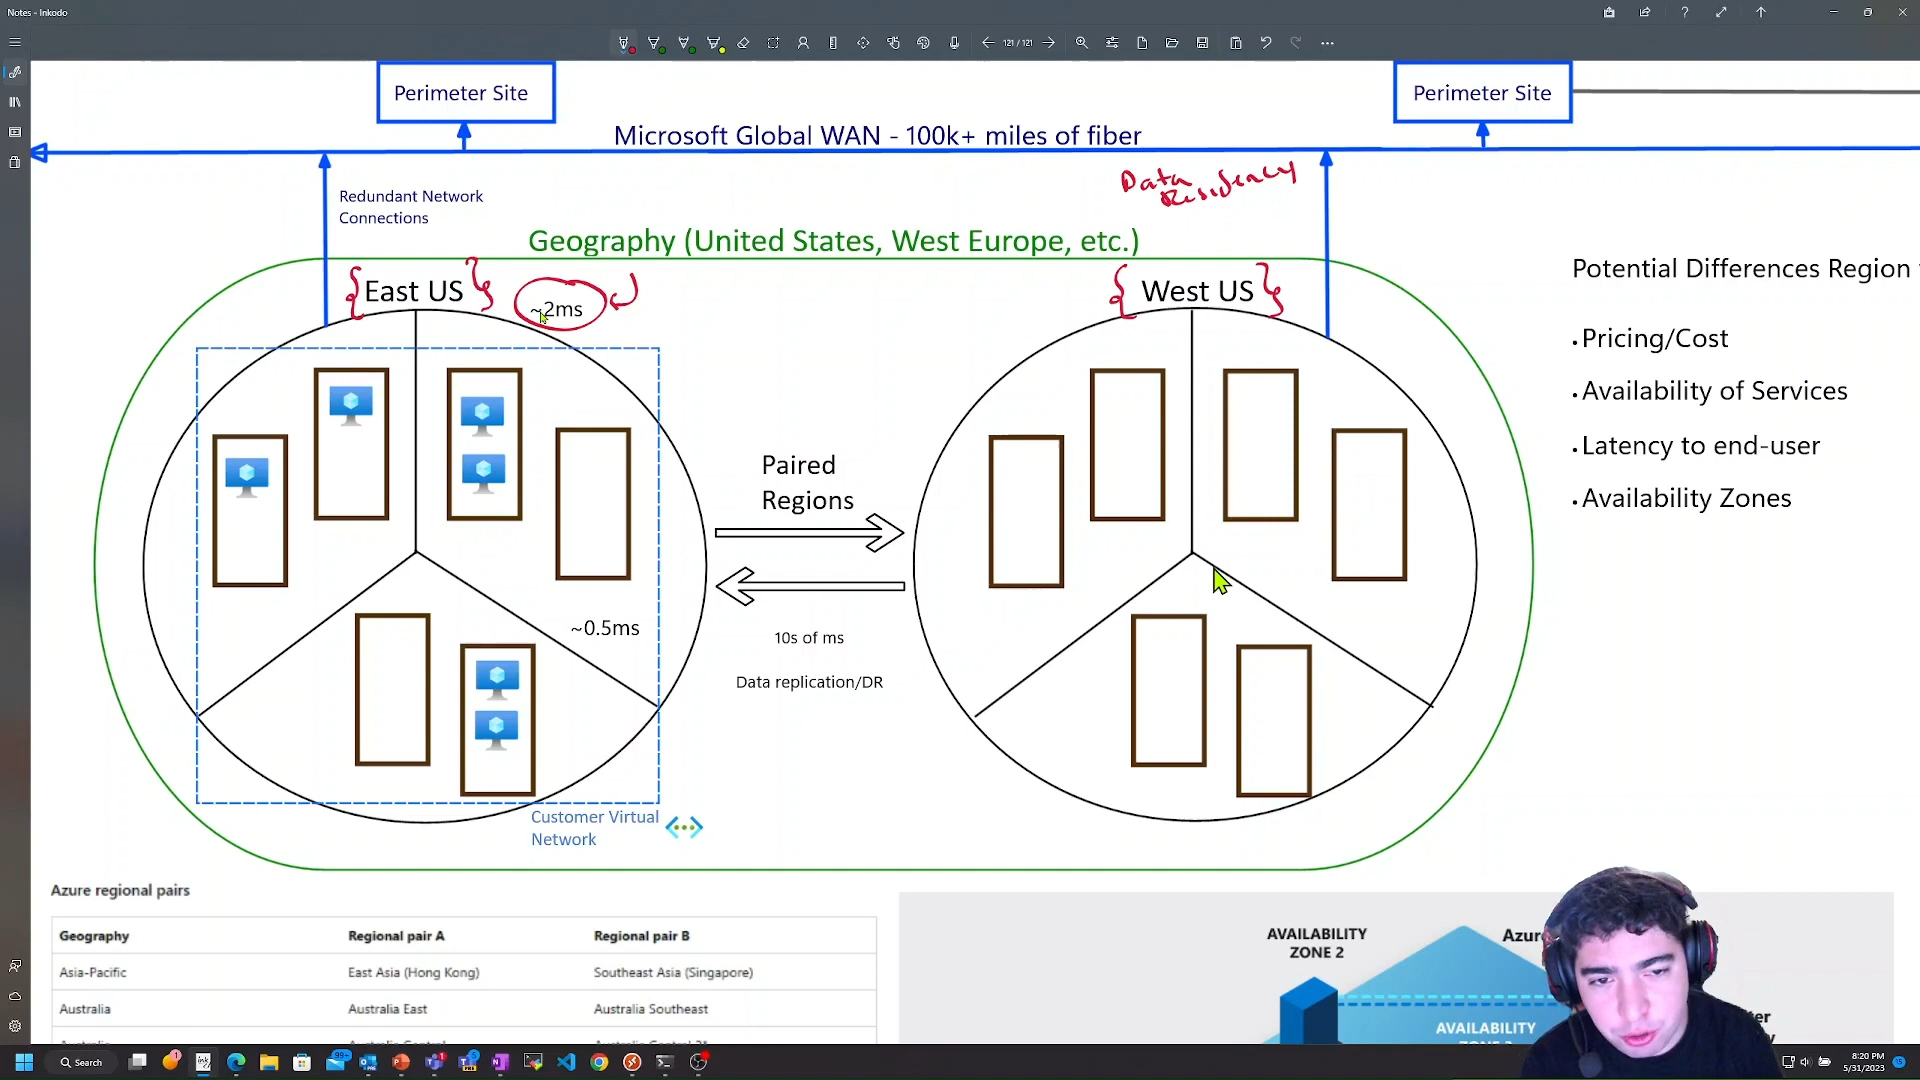 Notes - Inkodo
121 / 121
Perimeter Site
Perimeter Site
Microsoft Global WAN - 100k+ miles of fiber
Data
Residency
Redundant Network
Connections
Geography (United States, West Europe, etc.)
{East US}
~2ms
{West US}
Potential Differences Region
• Pricing/Cost
• Availability of Services
• Latency to end-user
• Availability Zones
Paired
Regions
~0.5ms
10s of ms
Data replication/DR
Customer Virtual
Network
Azure regional pairs
Geography Regional pair A Regional pair B
Asia-Pacific East Asia (Hong Kong) Southeast Asia (Singapore)
Australia Australia East Australia Southeast
AVAILABILITY
ZONE 2
AVAILABILITY
Search
99+
8:20 PM
5/31/2023